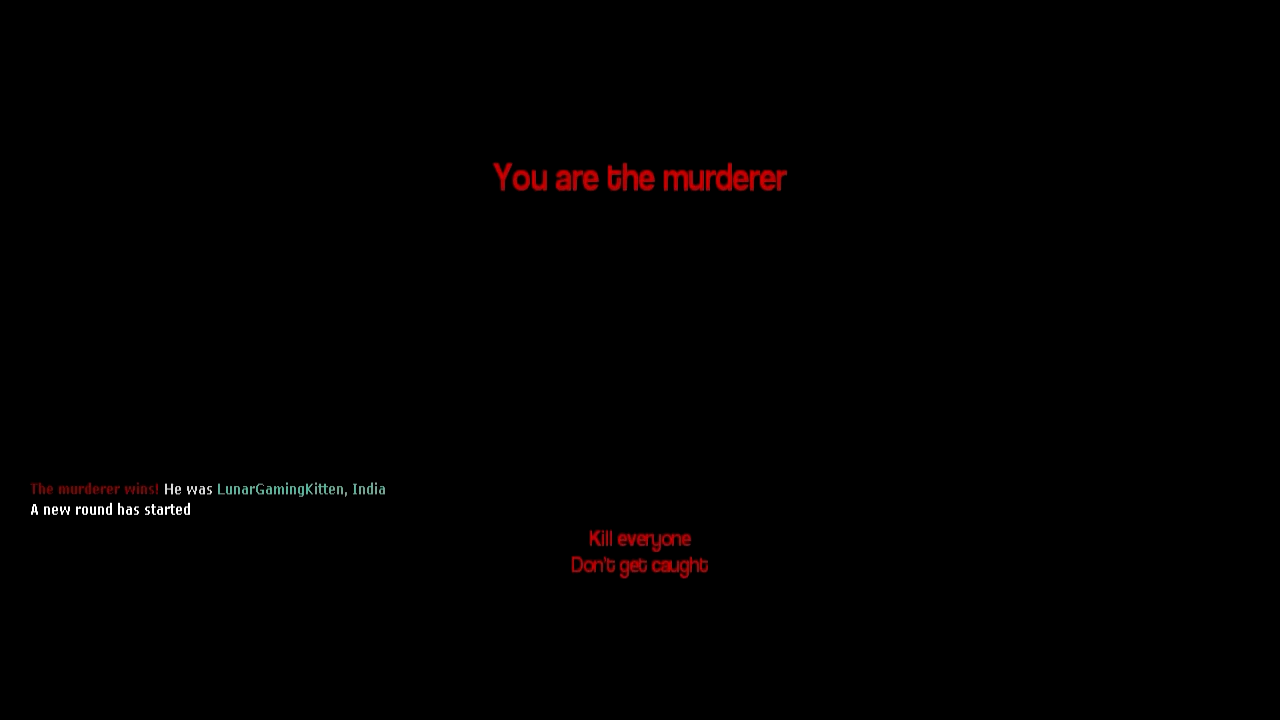 You are the murderer
The murderer wins! He was LunarGamingKitten, India
A new round has started
Kill everyone
Don't get caught